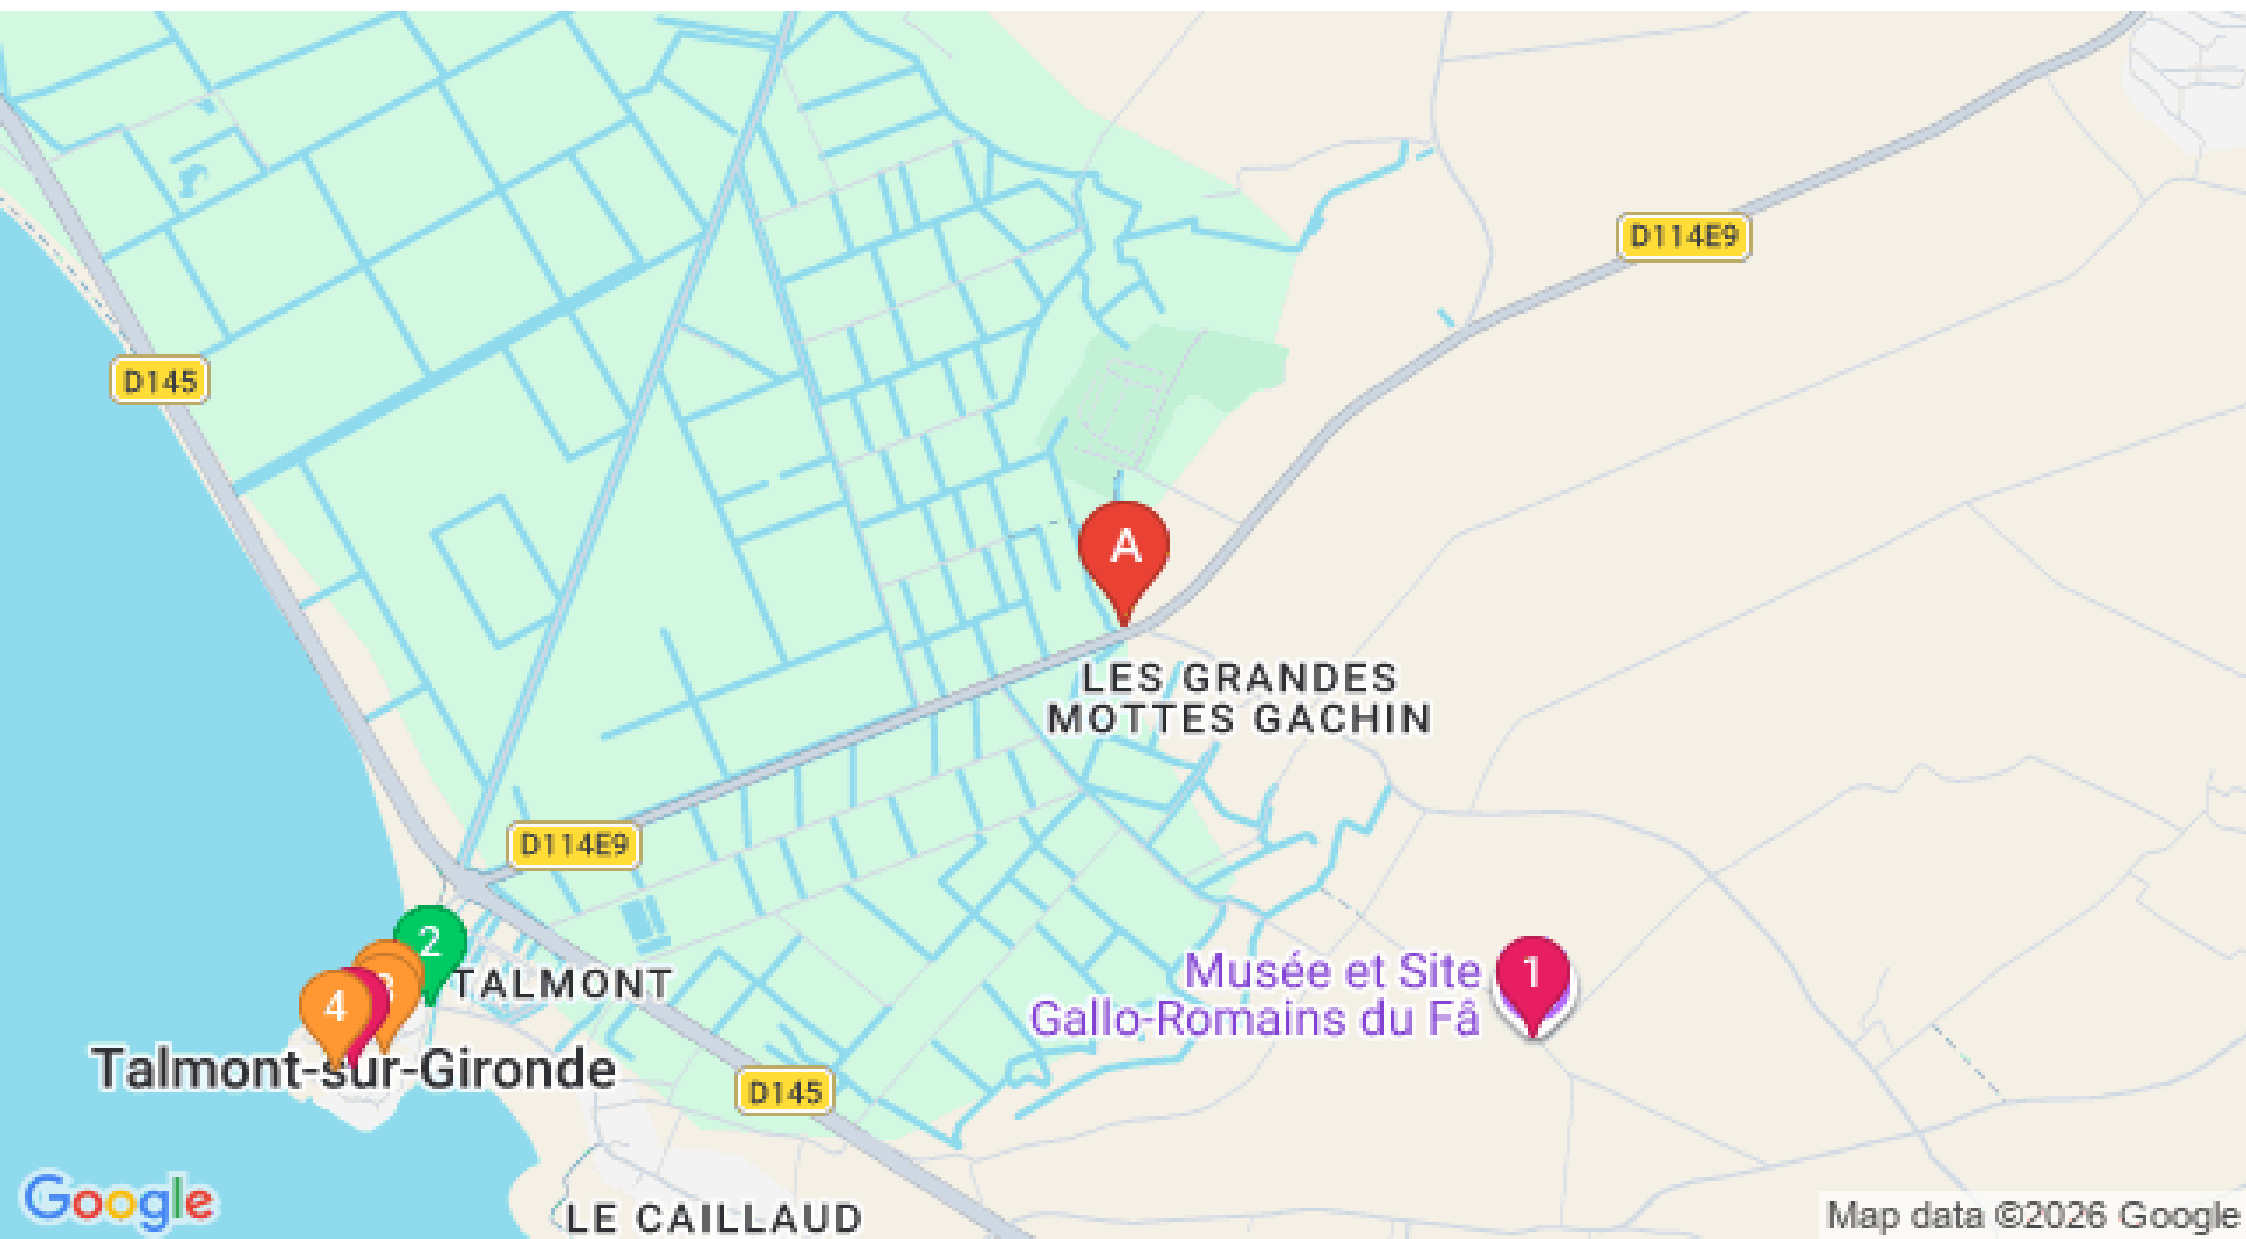 D114E9
D145
A
LES GRANDES
MOTTES GACHIN
D114E9
2
TALMONT
3
4
Talmont-sur-Gironde
Musée et Site
Gallo-Romains du Fâ
1
D145
LE CAILLAUD
Google
Map data ©2026 Google